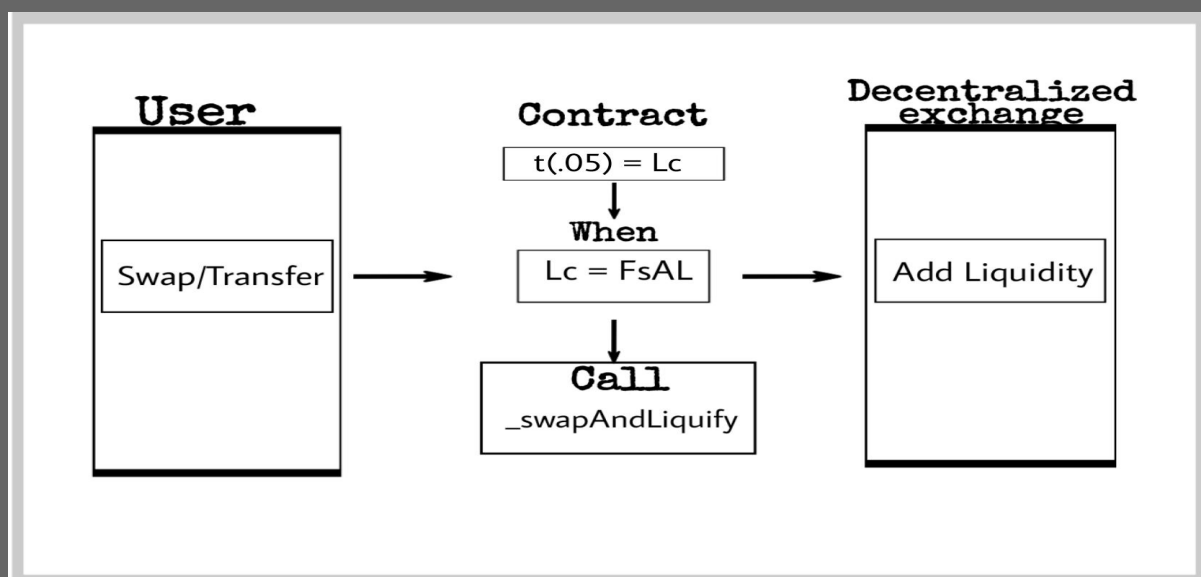 User
Swap/Transfer
Contract
t(.05) = Lc
When
Lc = FsAL
Call
_swapAndLiquify
Decentralized
exchange
Add Liquidity